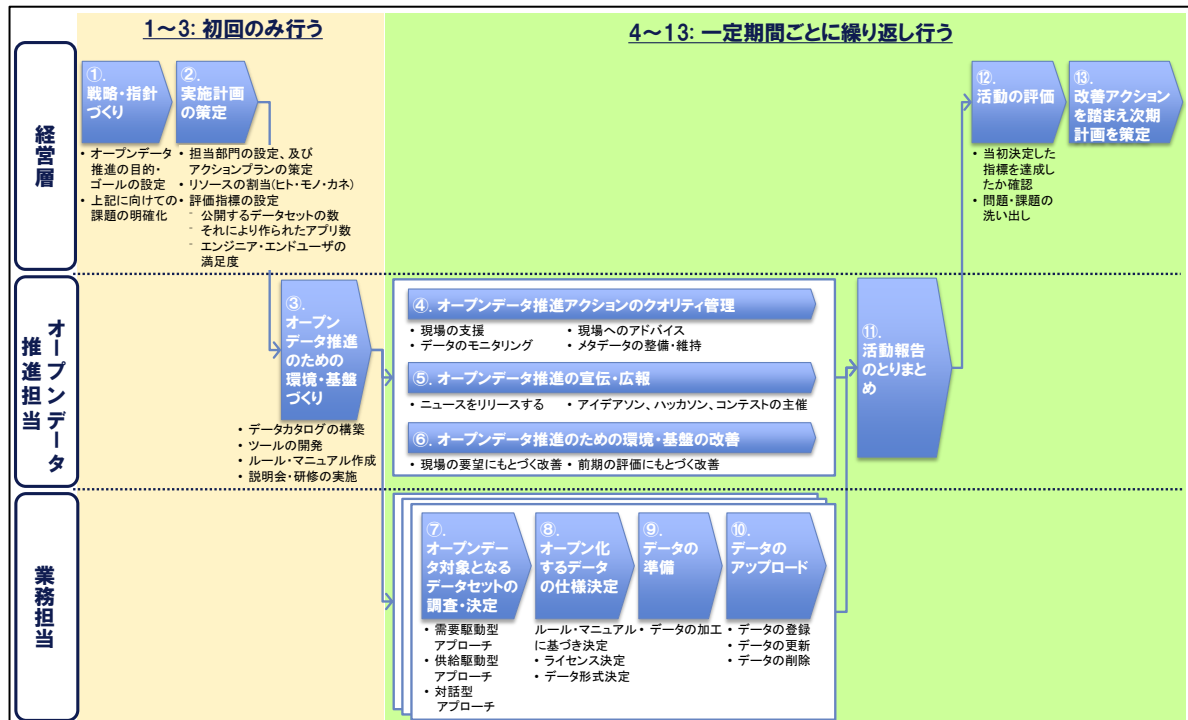 1～3: 初回のみ行う
4～13: 一定期間ごとに繰り返し行う
経営層
①.
戦略・指針
づくり
• オープンデータ
推進の目的・
ゴールの設定
• 上記に向けての
課題の明確化
②.
実施計画
の策定
• 担当部門の設定、及び
アクションプランの策定
• リソースの割当(ヒト・モノ・カネ)
• 評価指標の設定
- 公開するデータセットの数
- それにより作られたアプリ数
- エンジニア・エンドユーザの
満足度
⑫.
活動の評価
• 当初決定した
指標を達成し
たか確認
• 問題・課題の
洗い出し
⑬.
改善アクション
を踏まえ次期
計画を策定
オープンデータ
推進担当
③.
オープン
データ推進
のための
環境・基盤
づくり
• データカタログの構築
• ツールの開発
• ルール・マニュアル作成
• 説明会・研修の実施
④. オープンデータ推進アクションのクオリティ管理
• 現場の支援
• 現場へのアドバイス
• データのモニタリング
• メタデータの整備・維持
⑤. オープンデータ推進の宣伝・広報
• ニュースをリリースする
• アイデアソン、ハッカソン、コンテストの主催
⑥. オープンデータ推進のための環境・基盤の改善
• 現場の要望にもとづく改善
• 前期の評価にもとづく改善
⑪.
活動報告
のとりまと
め
業務担当
⑦.
オープンデー
タ対象となる
データセットの
調査・決定
• 需要駆動型
アプローチ
• 供給駆動型
アプローチ
• 対話型
アプローチ
⑧.
オープン化
するデータ
の仕様決定
ルール・マニュアル
に基づき決定
• ライセンス決定
• データ形式決定
⑨.
データの
準備
• データの加工
⑩.
データの
アップロード
• データの登録
• データの更新
• データの削除